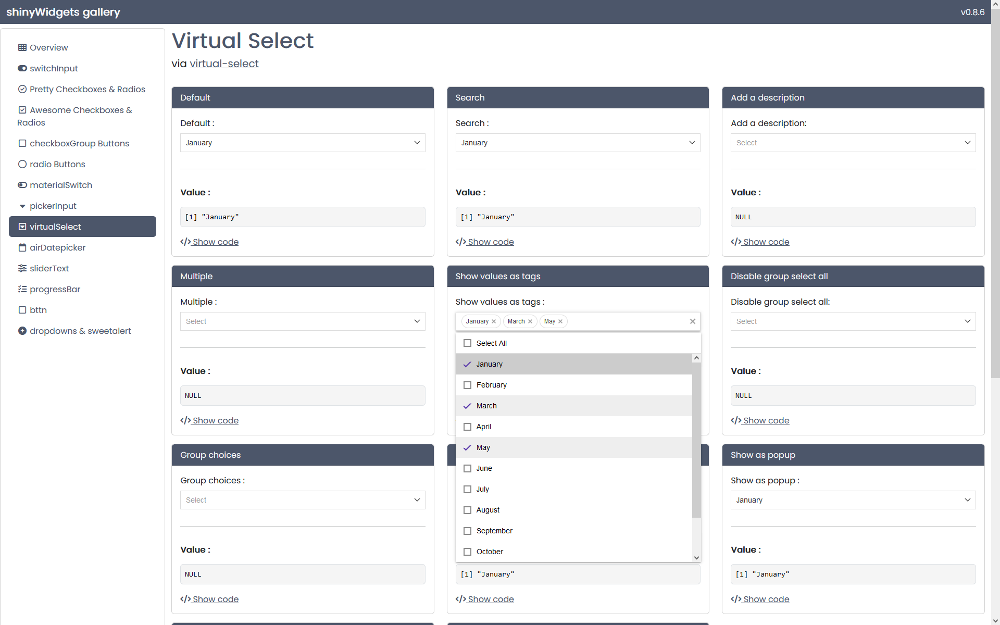 shinyWidgets gallery
v0.8.6
Overview
switchInput
Pretty Checkboxes & Radios
Awesome Checkboxes &
Radios
checkboxGroup Buttons
radio Buttons
materialSwitch
pickerInput
virtualSelect
airDatepicker
sliderText
progressBar
bttn
dropdowns & sweetalert
Virtual Select
via virtual-select
Default
Default :
January
Value :
[1] "January"
Show code
Search
Search :
January
Value :
[1] "January"
Show code
Add a description
Add a description:
Select
Value :
NULL
Show code
Multiple
Multiple :
Select
Value :
NULL
Show code
Show values as tags
Show values as tags :
January March May
Select All
January
February
March
April
May
June
July
August
September
October
[1] "January"
Show code
Disable group select all
Disable group select all:
Select
Value :
NULL
Show code
Group choices
Group choices :
Select
Value :
NULL
Show code
Show as popup
Show as popup :
January
Value :
[1] "January"
Show code